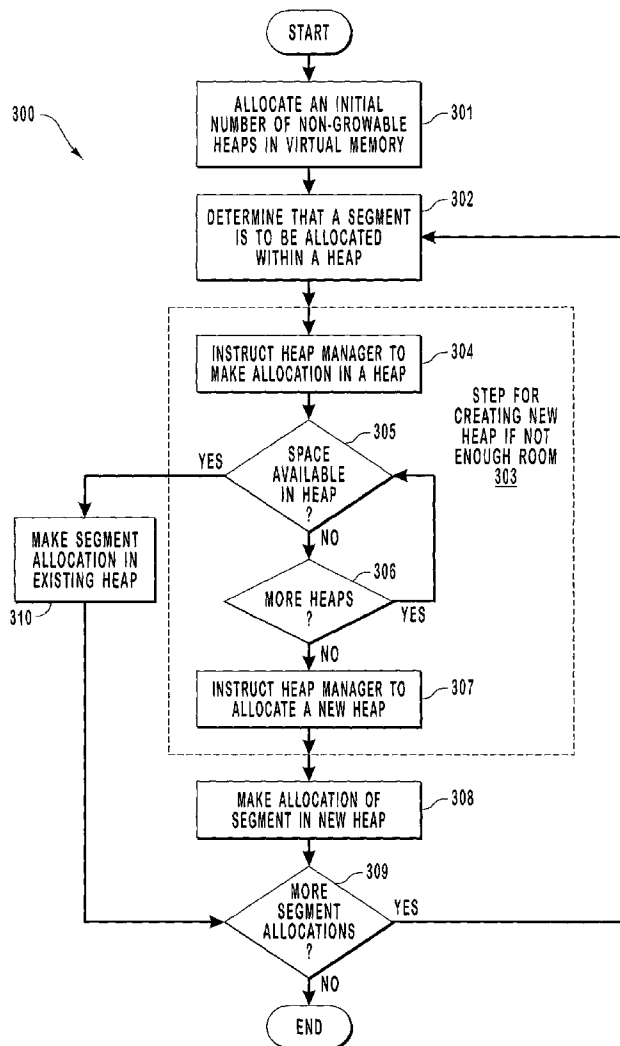 START
300
ALLOCATE AN INITIAL
NUMBER OF NON-GROWABLE
HEAPS IN VIRTUAL MEMORY
301
302
DETERMINE THAT A SEGMENT
IS TO BE ALLOCATED
WITHIN A HEAP
INSTRUCT HEAP MANAGER TO
MAKE ALLOCATION IN A HEAP
304
STEP FOR
CREATING NEW
HEAP IF NOT
ENOUGH ROOM
303
305
YES
SPACE
AVAILABLE
IN HEAP
?
NO
MAKE SEGMENT
ALLOCATION IN
EXISTING HEAP
310
306
MORE HEAPS
?
YES
NO
INSTRUCT HEAP MANAGER TO
ALLOCATE A NEW HEAP
307
MAKE ALLOCATION OF
SEGMENT IN NEW HEAP
308
309
MORE
SEGMENT
ALLOCATIONS
?
YES
NO
END